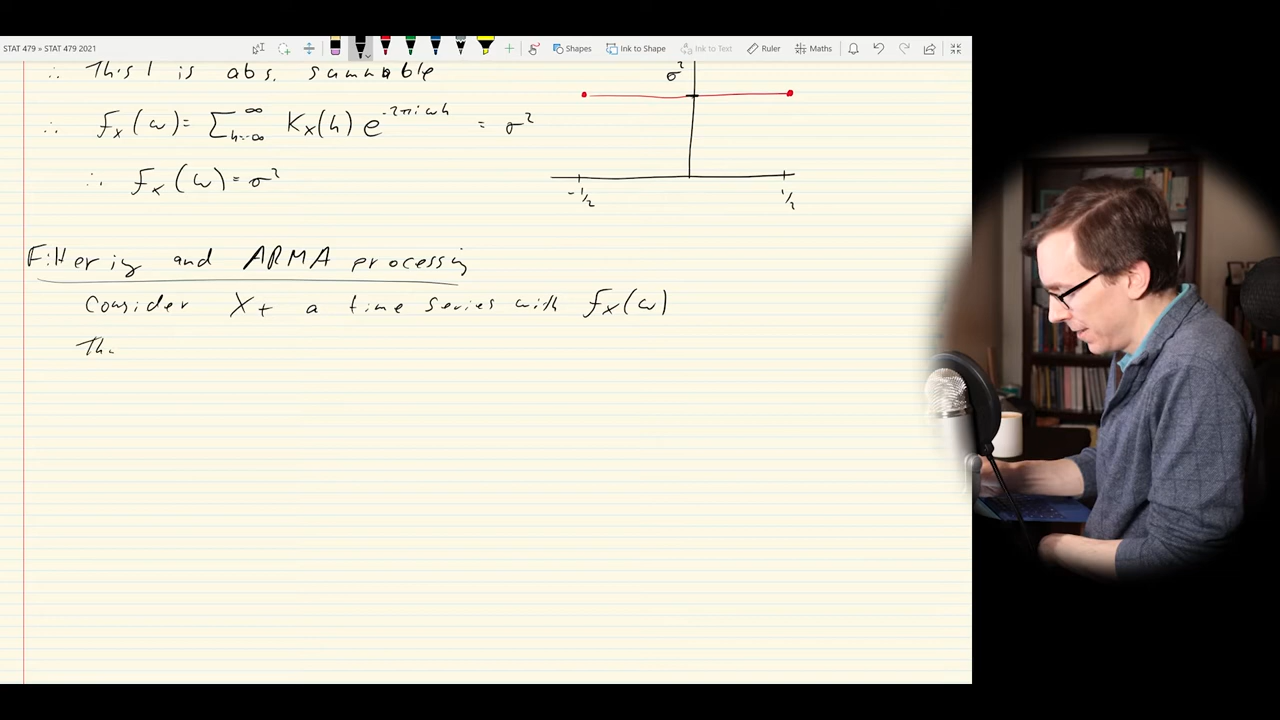 STAT 479 » STAT 479 2021
Shapes Ink to Shape Ink to Text Ruler Maths
∴ This is abs. summable
σ²
∴ fₓ(ω) = ∑ₕ₌₋∞^∞ Kₓ(h) e^{-2πiωh} = σ²
∴ fₓ(ω) = σ²
-1/2 1/2
Filtering and ARMA processing
Consider Xt a time series with fₓ(ω)
The